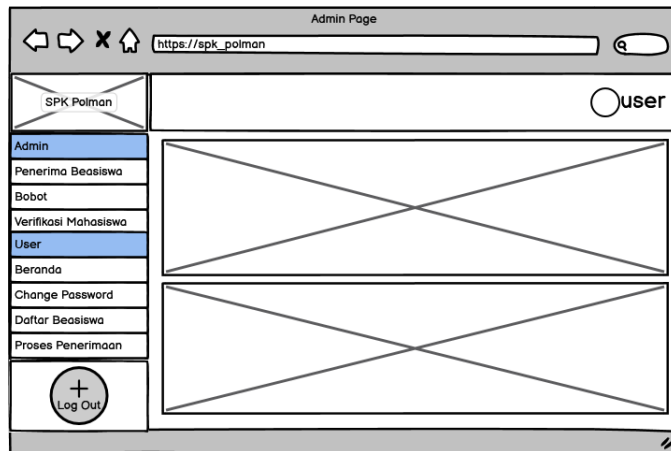 Admin Page
https://spk_polman
SPK Polman
user
Admin
Penerima Beasiswa
Bobot
Verifikasi Mahasiswa
User
Beranda
Change Password
Daftar Beasiswa
Proses Penerimaan
Log Out